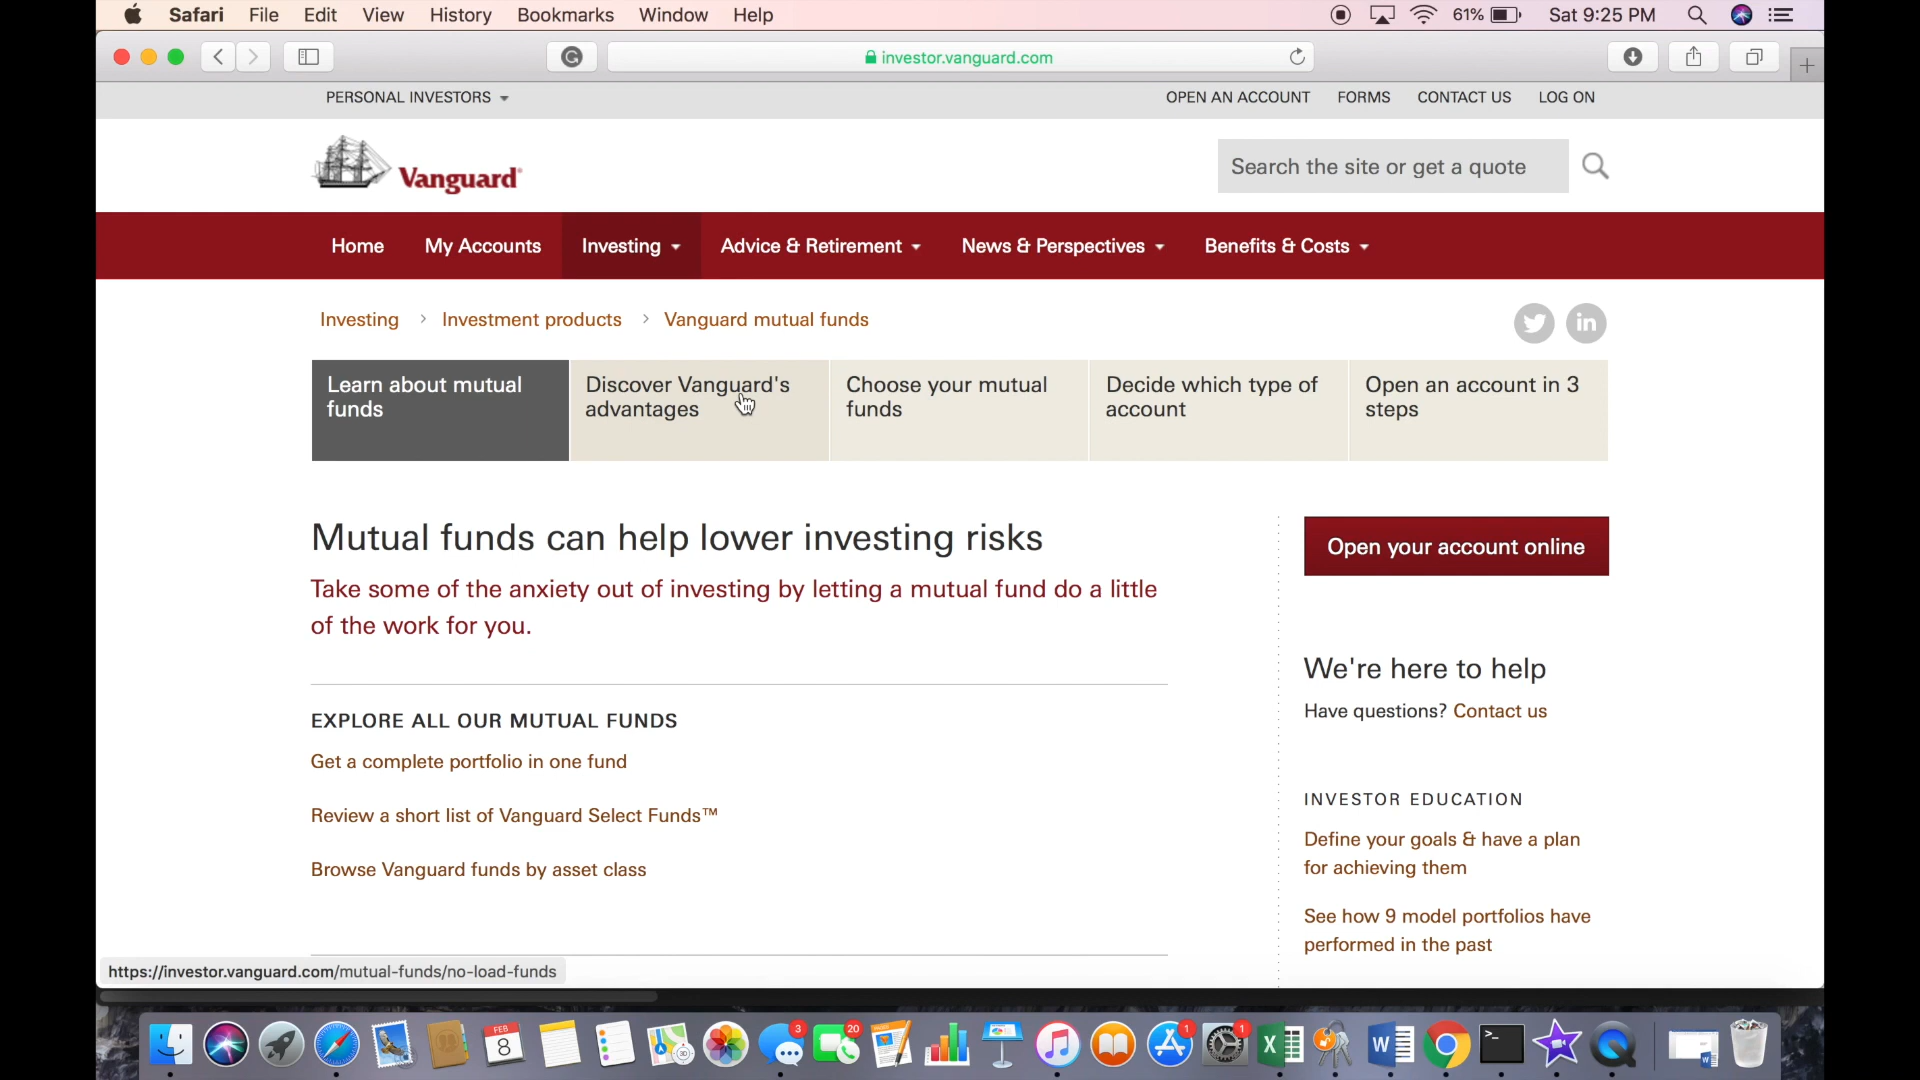 Safari File Edit View History Bookmarks Window Help 61% Sat 9:25 PM
investor.vanguard.com
PERSONAL INVESTORS OPEN AN ACCOUNT FORMS CONTACT US LOG ON
Vanguard®
Search the site or get a quote
Home My Accounts Investing Advice & Retirement News & Perspectives Benefits & Costs
Investing > Investment products > Vanguard mutual funds
in
Learn about mutual
funds
Discover Vanguard's
advantages
Choose your mutual
funds
Decide which type of
account
Open an account in 3
steps
Mutual funds can help lower investing risks
Take some of the anxiety out of investing by letting a mutual fund do a little
of the work for you.
EXPLORE ALL OUR MUTUAL FUNDS
Get a complete portfolio in one fund
Review a short list of Vanguard Select Funds™
Browse Vanguard funds by asset class
Open your account online
We're here to help
Have questions? Contact us
INVESTOR EDUCATION
Define your goals & have a plan
for achieving them
See how 9 model portfolios have
performed in the past
https://investor.vanguard.com/mutual-funds/no-load-funds
FEB
8
3D
3
20
1
1
X
W
>_
W